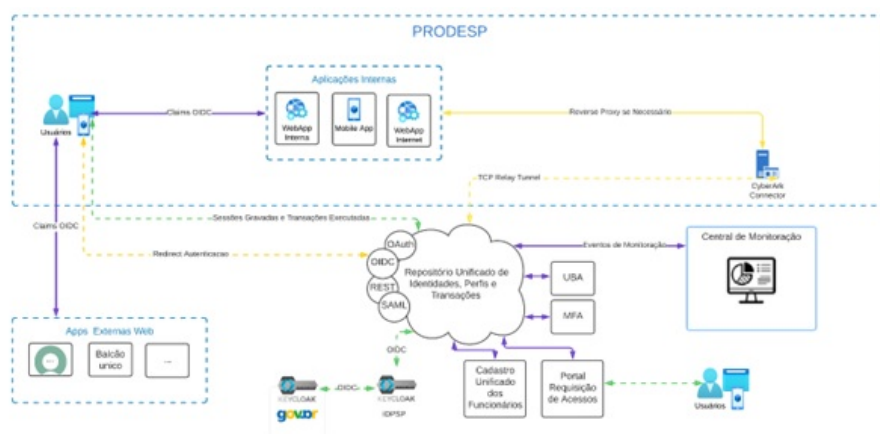 PRODESP
Aplicações Internas
WebApp
Interna
Mobile App
WebApp
Internet
Usuários
Claims OIDC
Reverse Proxy se Necessário
CyberArk
Connector
TCP Relay Tunnel
Claims OIDC
Sessões Gravadas e Transações Executadas
Redirect Autenticacao
OAuth
OIDC
REST
SAML
Repositório Unificado de
Identidades, Perfis e
Transações
Eventos de Monitoração
Central de Monitoração
UBA
MFA
Apps Externas Web
Balcão
unico
...
OIDC
KEYCLOAK
gov.br
OIDC
KEYCLOAK
IDPSP
Cadastro
Unificado
dos
Funcionários
Portal
Requisição
de Acessos
Usuários